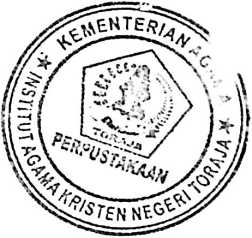 KEMENTERIAN AGAMA
INSTITUT AGAMA KRISTEN NEGERI TORAJA
TORAJA
PERPUSTAKAAN